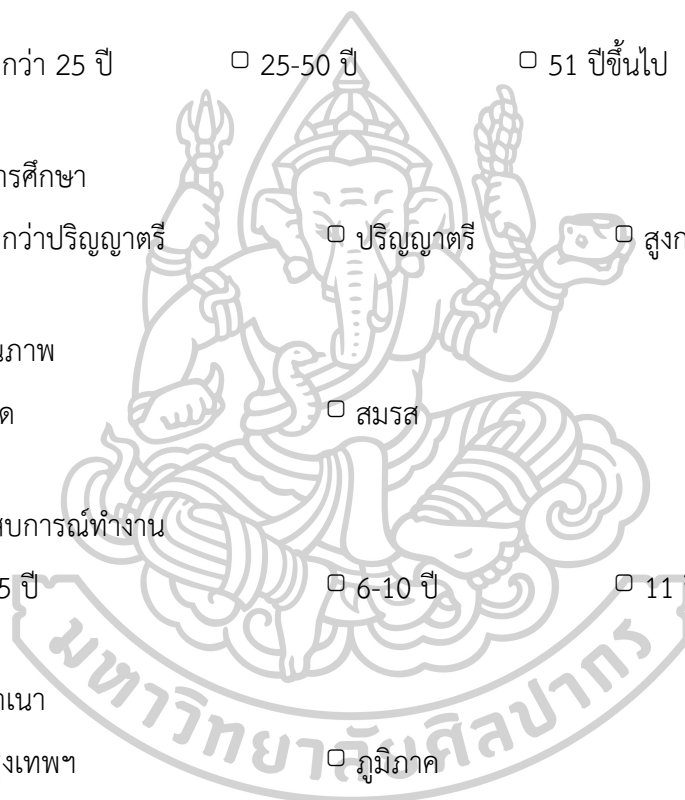 กว่า 25 ปี ▢ 25-50 ปี ▢ 51 ปีขึ้นไป
ารศึกษา
กว่าปริญญาตรี ▢ ปริญญาตรี ▢ สูงก
นภาพ
ด ▢ สมรส
สบการณ์ทำงาน
5 ปี ▢ 6-10 ปี ▢ 11
าเนา
งเทพฯ ▢ ภูมิภาค
มหาวิทยาลัยศิลปากร